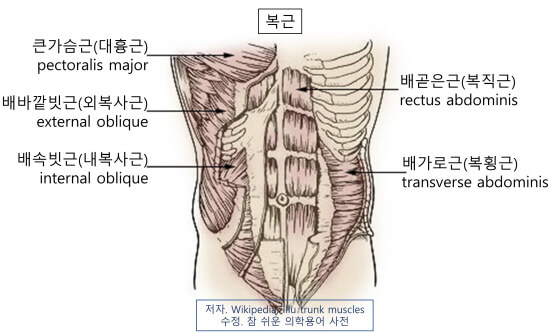 복근
큰가슴근(대흉근)
pectoralis major
배바깥빗근(외복사근)
external oblique
배속빗근(내복사근)
internal oblique
배곧은근(복직근)
rectus abdominis
배가로근(복횡근)
transverse abdominis
저자. Wikipedia, Illu trunk muscles
수정. 참 쉬운 의학용어 사전